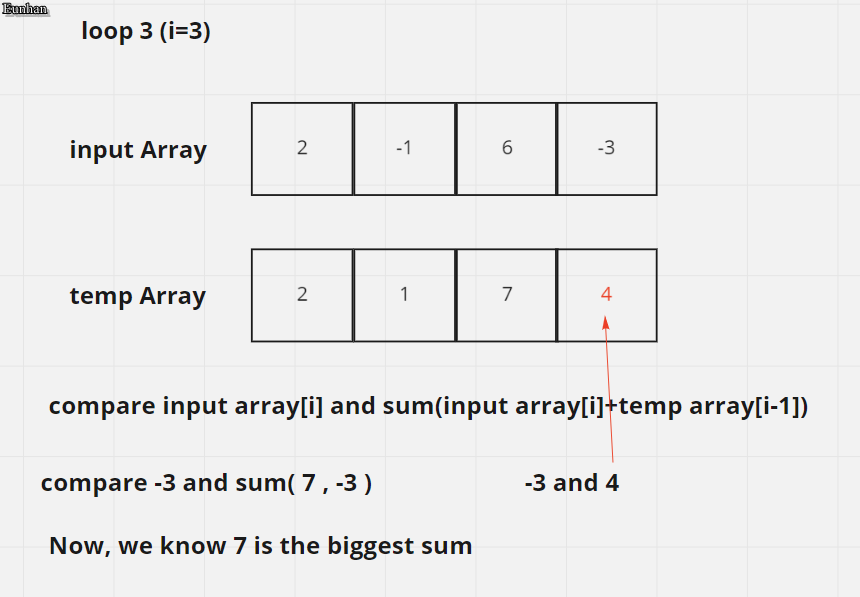 Eunhan
loop 3 (i=3)
input Array
2 -1 6 -3
temp Array
2 1 7 4
compare input array[i] and sum(input array[i]+temp array[i-1])
compare -3 and sum( 7 , -3 ) -3 and 4
Now, we know 7 is the biggest sum